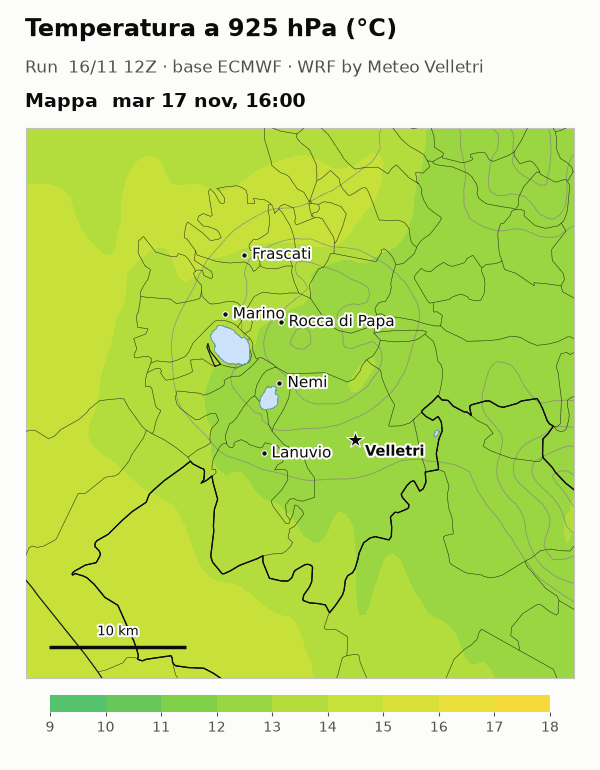 Temperatura a 925 hPa (°C)
Run  16/11 12Z · base ECMWF · WRF by Meteo Velletri
Mappa  mar 17 nov, 16:00
Frascati
Marino
Rocca di Papa
Nemi
Velletri
Lanuvio
10 km
9 10 11 12 13 14 15 16 17 18